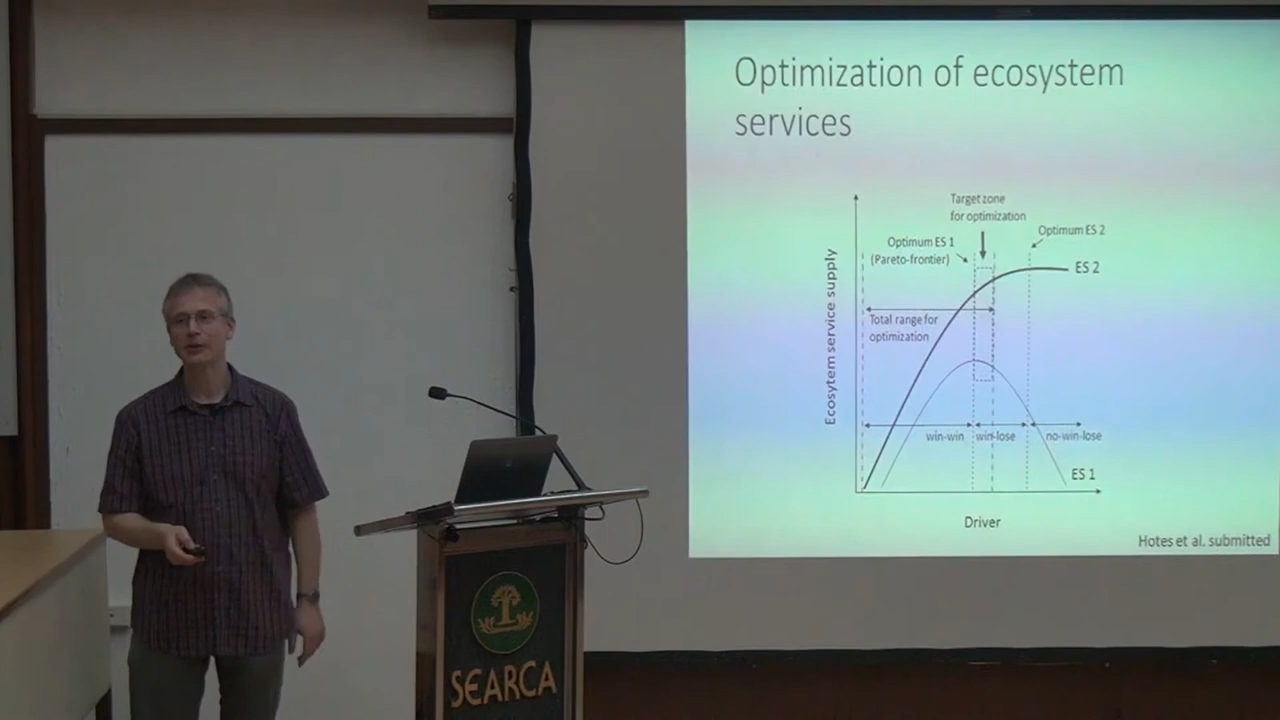 Optimization of ecosystem
services
Target zone
for optimization
Optimum ES 1
(Pareto-frontier)
Optimum ES 2
ES 2
Total range for
optimization
Ecosytem service supply
win-win
win-lose
no-win-lose
ES 1
Driver
Hotes et al. submitted
SEARCA